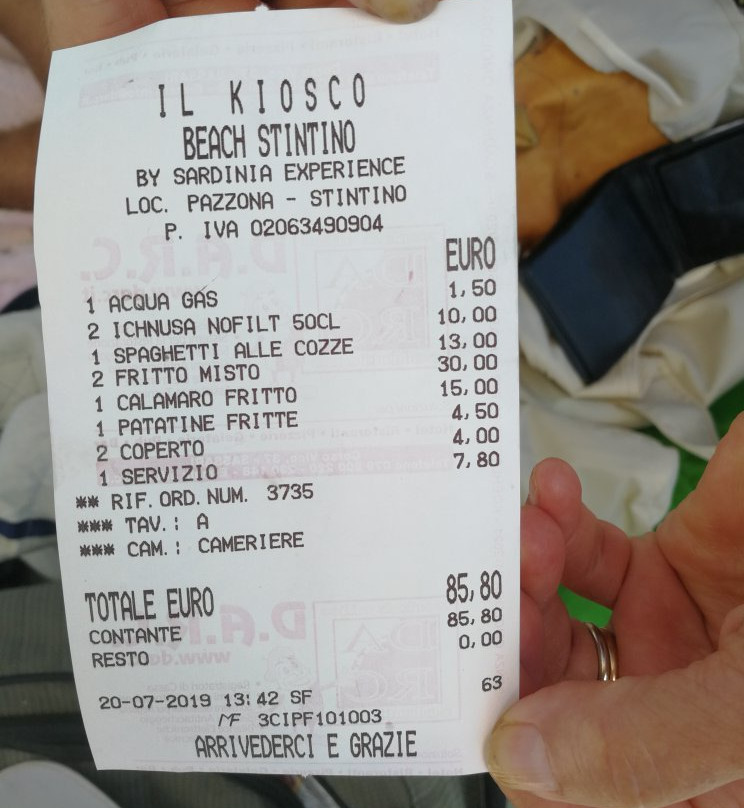 IL KIOSCO
BEACH STINTINO
BY SARDINIA EXPERIENCE
LOC. PAZZONA - STINTINO
P. IVA 02063490904
EURO
1 ACQUA GAS 1,50
2 ICHNUSA NOFILT 50CL 10,00
1 SPAGHETTI ALLE COZZE 13,00
2 FRITTO MISTO 30,00
1 CALAMARO FRITTO 15,00
1 PATATINE FRITTE 4,50
2 COPERTO 4,00
1 SERVIZIO 7,80
** RIF. ORD. NUM. 3735
*** TAV.: A
*** CAM.: CAMERIERE
TOTALE EURO 85,80
CONTANTE 85,80
RESTO 0,00
63
20-07-2019 13:42 SF
MF 3CIPF101003
ARRIVEDERCI E GRAZIE